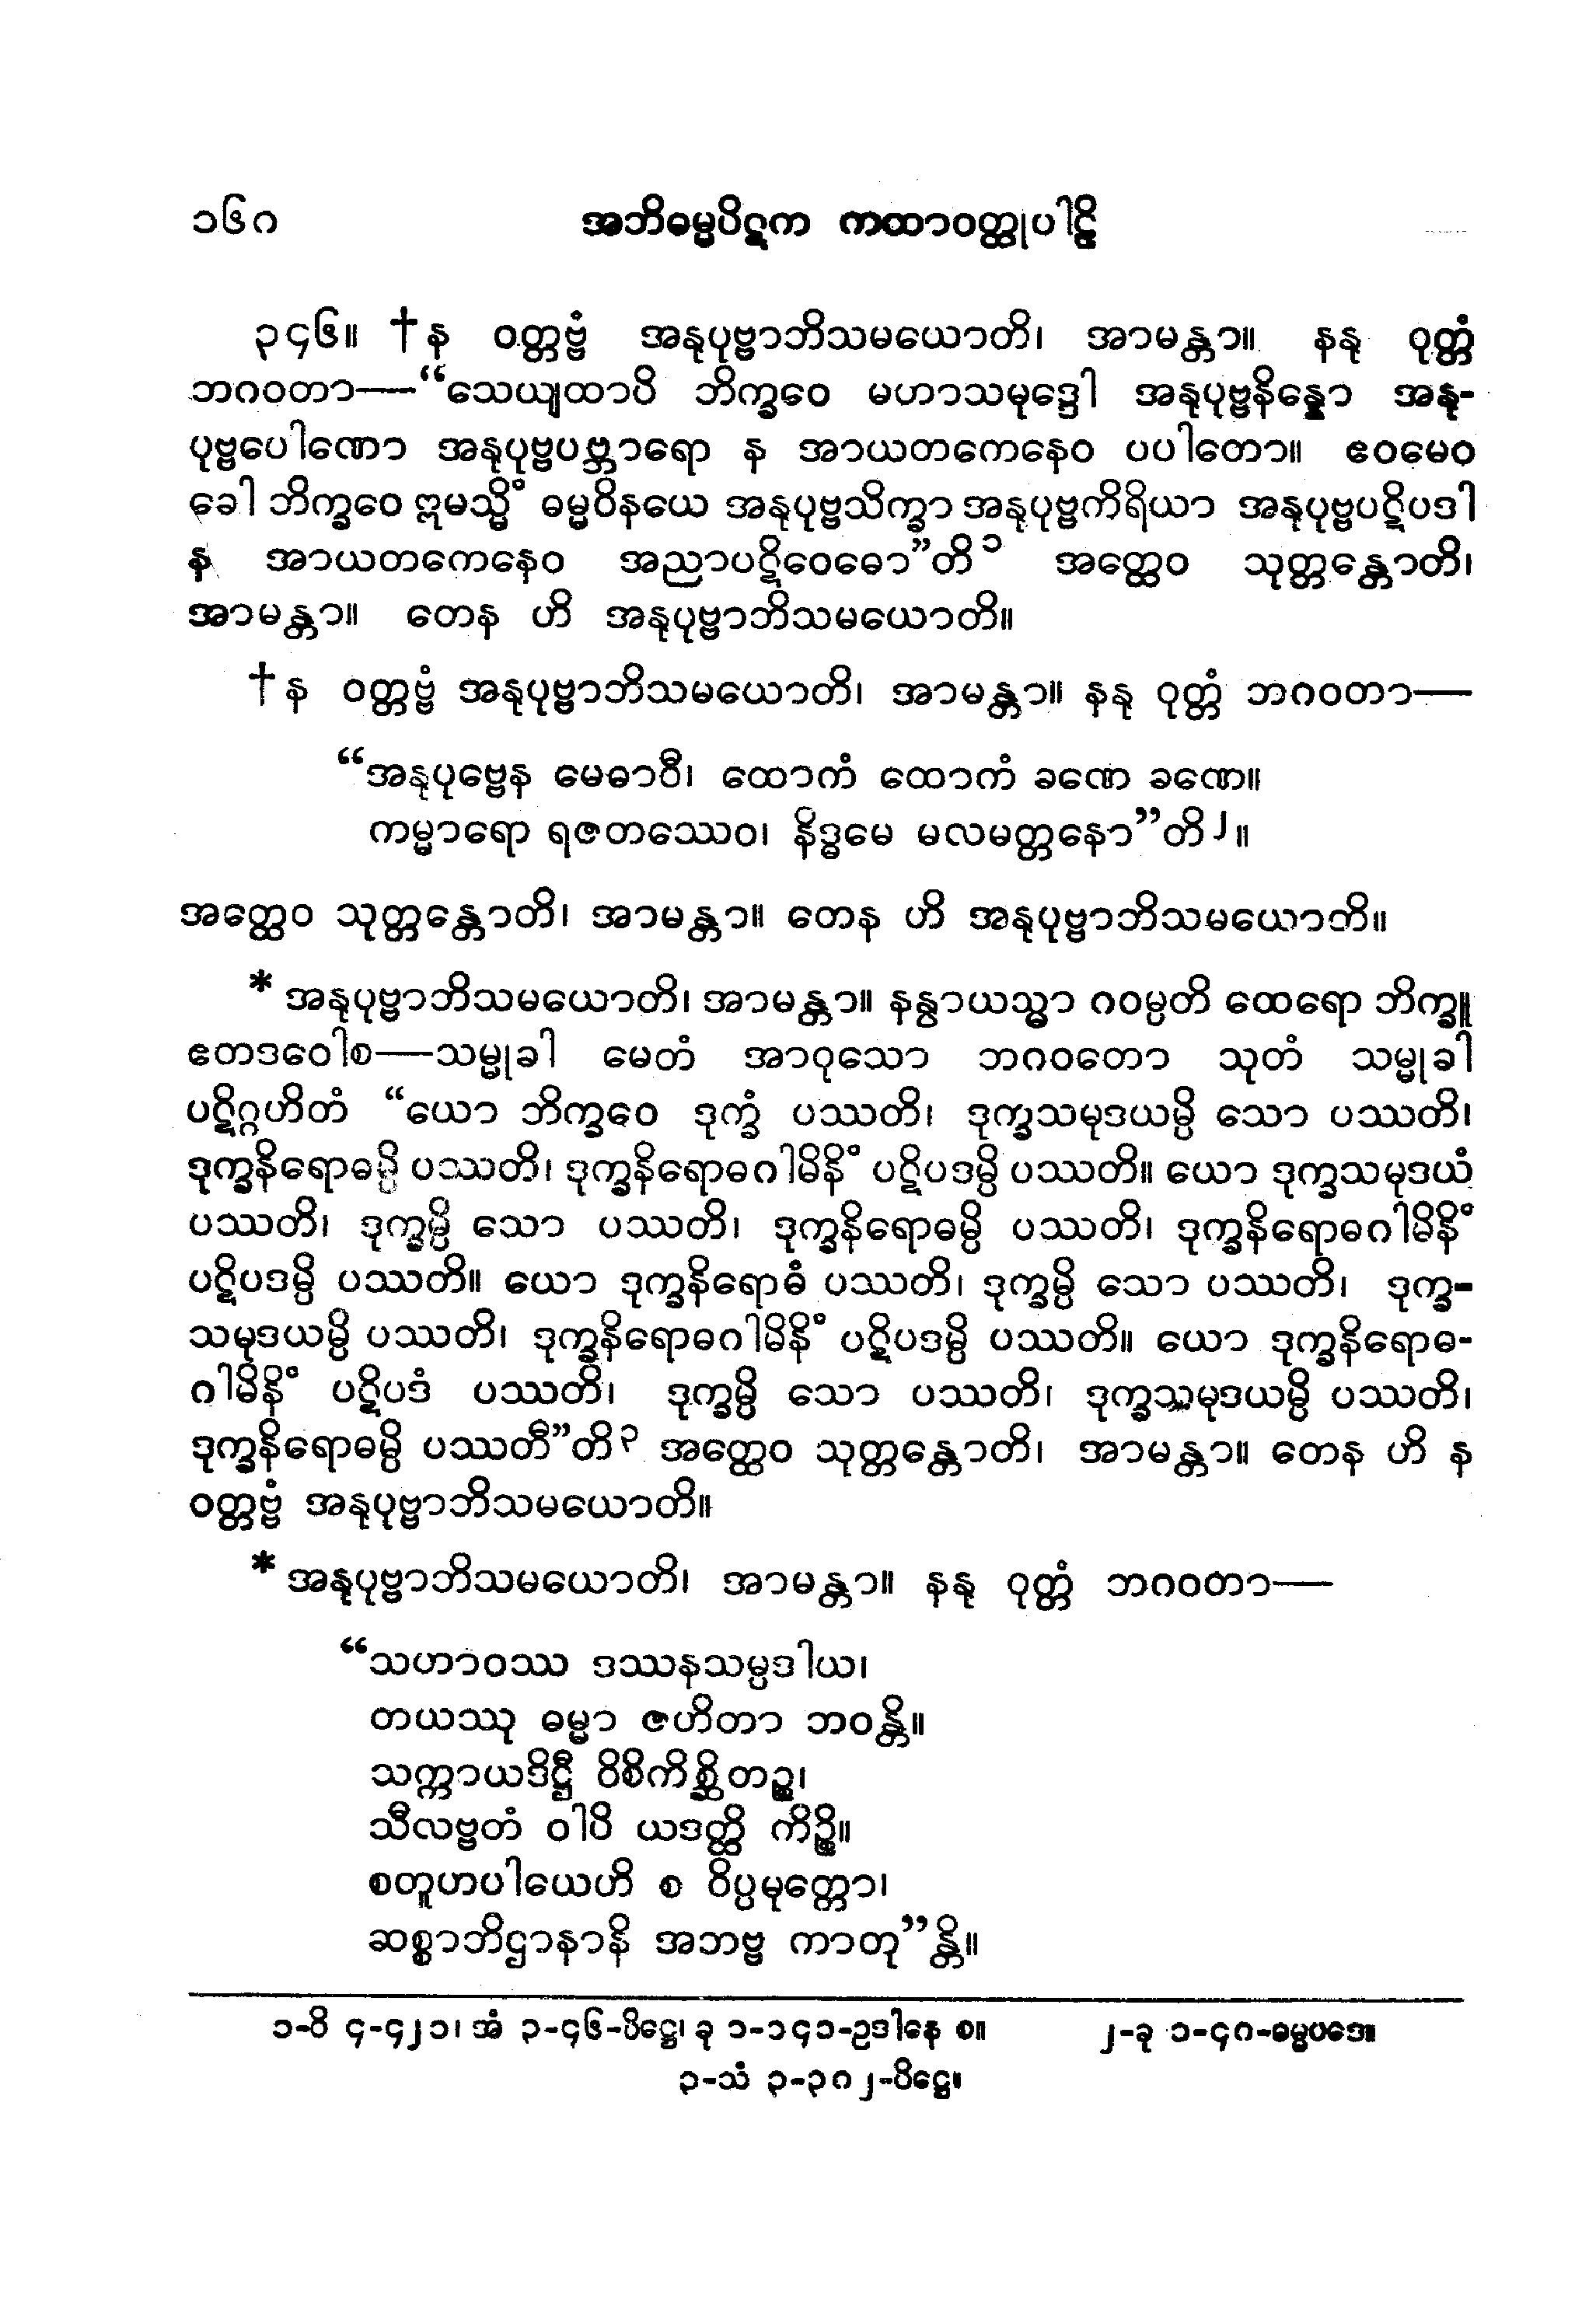 ၁၆၈ အဘိဓမ္မပိဋက ကထာဝတ္ထုပါဠိ
၃၄၆။ †န ဝတ္တဗ္ဗံ အနုပုဗ္ဗာဘိသမယောတိ၊ အာမန္တာ။ နနု ဝုတ္တံ
ဘဂဝတာ—“သေယျထာပိ ဘိက္ခဝေ မဟာသမုဒ္ဒေါ အနုပုဗ္ဗနိန္နော အနု-
ပုဗ္ဗပေါဏော အနုပုဗ္ဗပဗ္ဘာရော န အာယတကေနေဝ ပပါတော။ ဧဝမေဝ
ခေါ ဘိက္ခဝေ ဣမသ္မိံ ဓမ္မဝိနယေ အနုပုဗ္ဗသိက္ခာ အနုပုဗ္ဗကိရိယာ အနုပုဗ္ဗပဋိပဒါ
န အာယတကေနေဝ အညာပဋိဝေဓော”တိ၁ အတ္ထေဝ သုတ္တန္တောတိ၊
အာမန္တာ။ တေန ဟိ အနုပုဗ္ဗာဘိသမယောတိ။
†န ဝတ္တဗ္ဗံ အနုပုဗ္ဗာဘိသမယောတိ၊ အာမန္တာ။ နနု ဝုတ္တံ ဘဂဝတာ—
“အနုပုဗ္ဗေန မေဓာဝီ၊ ထောကံ ထောကံ ခဏေ ခဏေ။
ကမ္မာရော ရဇတဿေဝ၊ နိဒ္ဓမေ မလမတ္တနော”တိ၂။
အတ္ထေဝ သုတ္တန္တောတိ၊ အာမန္တာ။ တေန ဟိ အနုပုဗ္ဗာဘိသမယောတိ။
* အနုပုဗ္ဗာဘိသမယောတိ၊ အာမန္တာ။ နနွာယသ္မာ ဂဝမ္ပတိ ထေရော ဘိက္ခူ
ဧတဒဝေါစ—သမ္မုခါ မေတံ အာဝုသော ဘဂဝတော သုတံ သမ္မုခါ
ပဋိဂ္ဂဟိတံ “ယော ဘိက္ခဝေ ဒုက္ခံ ပဿတိ၊ ဒုက္ခသမုဒယမ္ပိ သော ပဿတိ၊
ဒုက္ခနိရောဓမ္ပိ ပဿတိ၊ ဒုက္ခနိရောဓဂါမိနိံ ပဋိပဒမ္ပိ ပဿတိ။ ယော ဒုက္ခသမုဒယံ
ပဿတိ၊ ဒုက္ခမ္ပိ သော ပဿတိ၊ ဒုက္ခနိရောဓမ္ပိ ပဿတိ၊ ဒုက္ခနိရောဓဂါမိနိံ
ပဋိပဒမ္ပိ ပဿတိ။ ယော ဒုက္ခနိရောဓံ ပဿတိ၊ ဒုက္ခမ္ပိ သော ပဿတိ၊ ဒုက္ခ-
သမုဒယမ္ပိ ပဿတိ၊ ဒုက္ခနိရောဓဂါမိနိံ ပဋိပဒမ္ပိ ပဿတိ။ ယော ဒုက္ခနိရောဓ-
ဂါမိနိံ ပဋိပဒံ ပဿတိ၊ ဒုက္ခမ္ပိ သော ပဿတိ၊ ဒုက္ခသမုဒယမ္ပိ ပဿတိ၊
ဒုက္ခနိရောဓမ္ပိ ပဿတီ”တိ၃ အတ္ထေဝ သုတ္တန္တောတိ၊ အာမန္တာ။ တေန ဟိ န
ဝတ္တဗ္ဗံ အနုပုဗ္ဗာဘိသမယောတိ။
* အနုပုဗ္ဗာဘိသမယောတိ၊ အာမန္တာ။ နနု ဝုတ္တံ ဘဂဝတာ—
“သဟာဝဿ ဒဿနသမ္ပဒါယ၊
တယဿု ဓမ္မာ ဇဟိတာ ဘဝန္တိ။
သက္ကာယဒိဋ္ဌီ ဝိစိကိစ္ဆိတဉ္စ၊
သီလဗ္ဗတံ ဝါပိ ယဒတ္ထိ ကိဉ္စိ။
စတူဟပါယေဟိ စ ဝိပ္ပမုတ္တော၊
ဆစ္စာဘိဌာနာနိ အဘဗ္ဗ ကာတု”န္တိ။
၁-ဝိ ၄-၄၂၁၊ အံ ၃-၄၆-ပိဋ္ဌေ၊ ခု ၁-၁၄၁-ဥဒါနေ စ။ ၂-ခု ၁-၄၈-ဓမ္မပဒေ။
၃-သံ ၃-၃၈၂-ပိဋ္ဌေ။